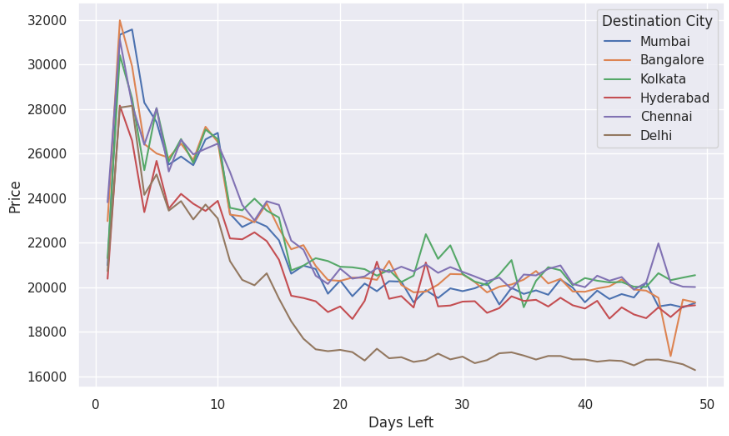 Destination City
Mumbai
Bangalore
Kolkata
Hyderabad
Chennai
Delhi
32000
30000
28000
26000
24000
22000
20000
18000
16000
Price
0 10 20 30 40 50
Days Left